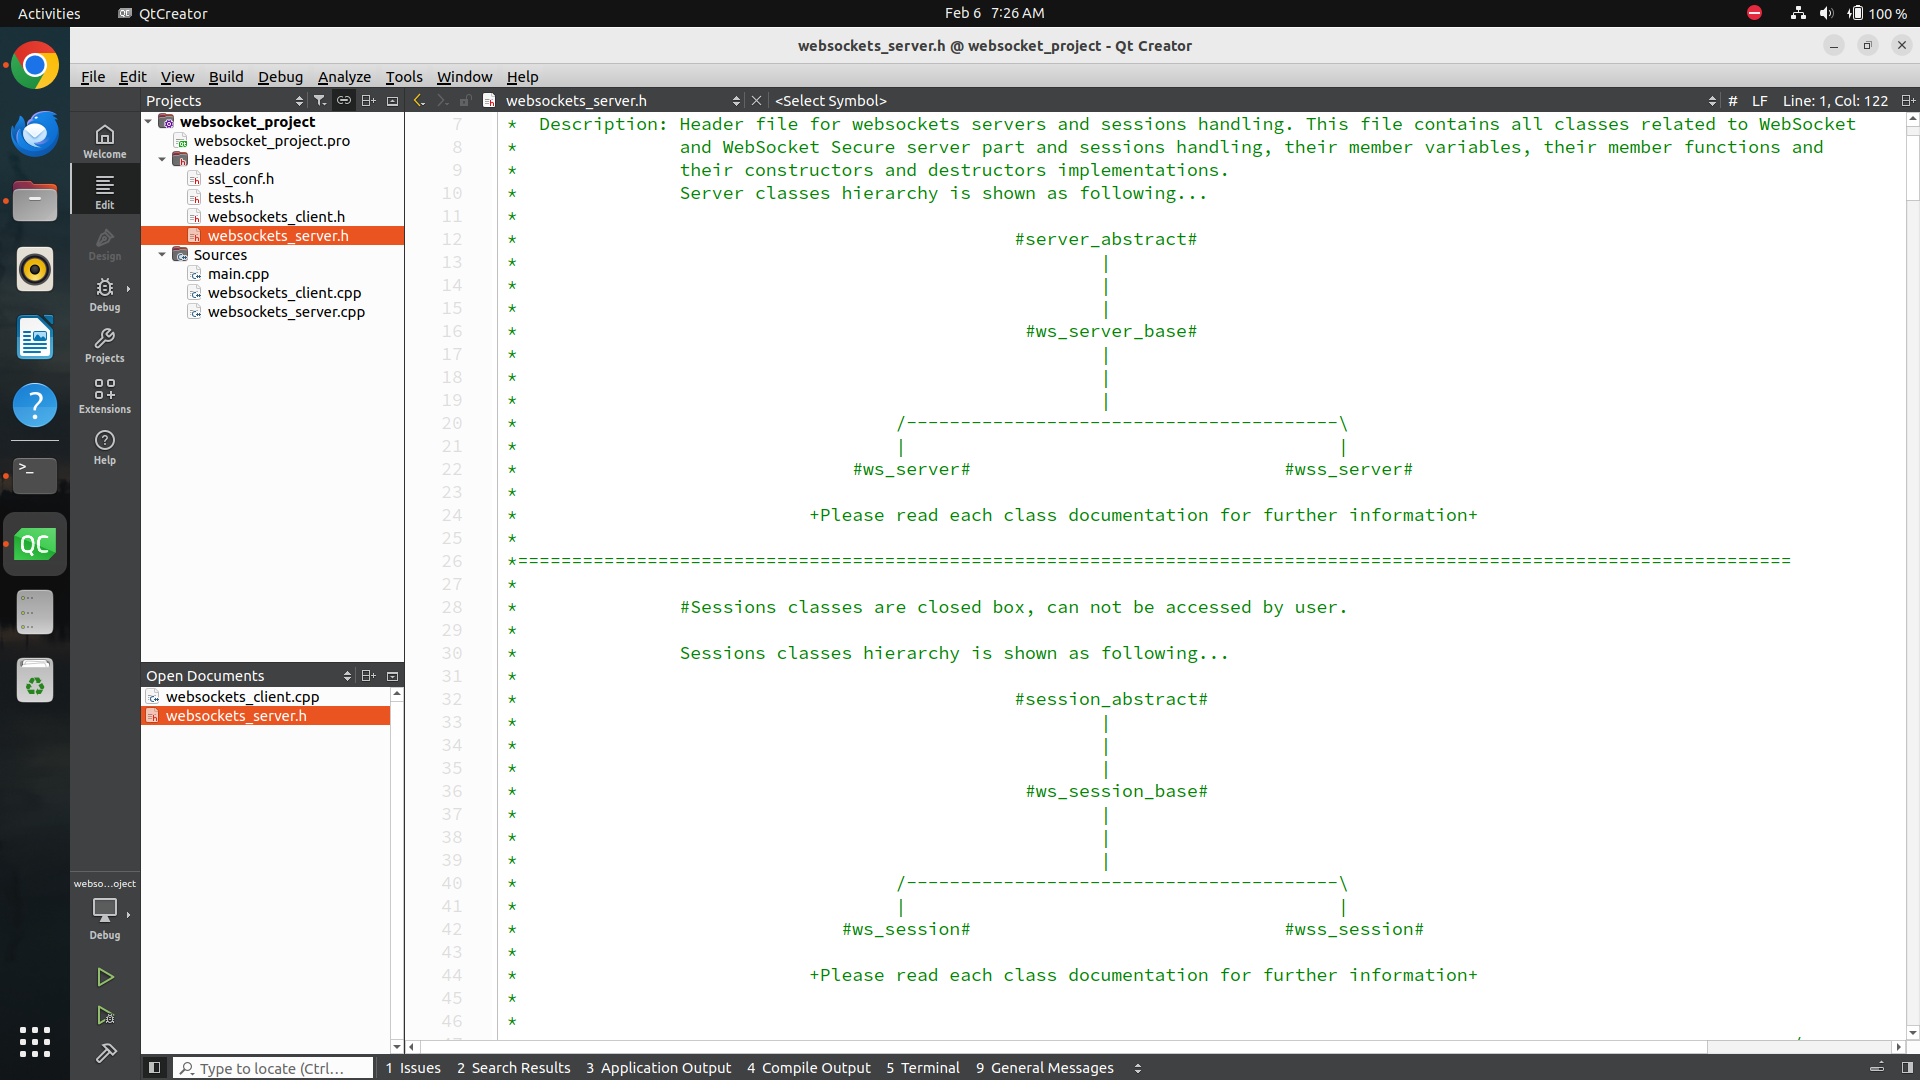 Activities
QtCreator
Feb 6 7:26 AM
100 %
websockets_server.h @ websocket_project - Qt Creator
File Edit View Build Debug Analyze Tools Window Help
Projects
websockets_server.h
<Select Symbol>
# LF Line: 1, Col: 122
Welcome
Edit
Design
Debug
Projects
Extensions
Help
webso...oject
Debug
websocket_project
websocket_project.pro
Headers
ssl_conf.h
tests.h
websockets_client.h
websockets_server.h
Sources
main.cpp
websockets_client.cpp
websockets_server.cpp
Open Documents
websockets_client.cpp
websockets_server.h
7 * Description: Header file for websockets servers and sessions handling. This file contains all classes related to WebSocket
8 * and WebSocket Secure server part and sessions handling, their member variables, their member functions and
9 * their constructors and destructors implementations.
10 * Server classes hierarchy is shown as following...
11 *
12 * #server_abstract#
13 * |
14 * |
15 * |
16 * #ws_server_base#
17 * |
18 * |
19 * |
20 * /----------------------------------------\
21 * | |
22 * #ws_server# #wss_server#
23 *
24 * +Please read each class documentation for further information+
25 *
26 *======================================================================================================================
27 *
28 * #Sessions classes are closed box, can not be accessed by user.
29 *
30 * Sessions classes hierarchy is shown as following...
31 *
32 * #session_abstract#
33 * |
34 * |
35 * |
36 * #ws_session_base#
37 * |
38 * |
39 * |
40 * /----------------------------------------\
41 * | |
42 * #ws_session# #wss_session#
43 *
44 * +Please read each class documentation for further information+
45 *
46 *
Type to locate (Ctrl...
1 Issues 2 Search Results 3 Application Output 4 Compile Output 5 Terminal 9 General Messages